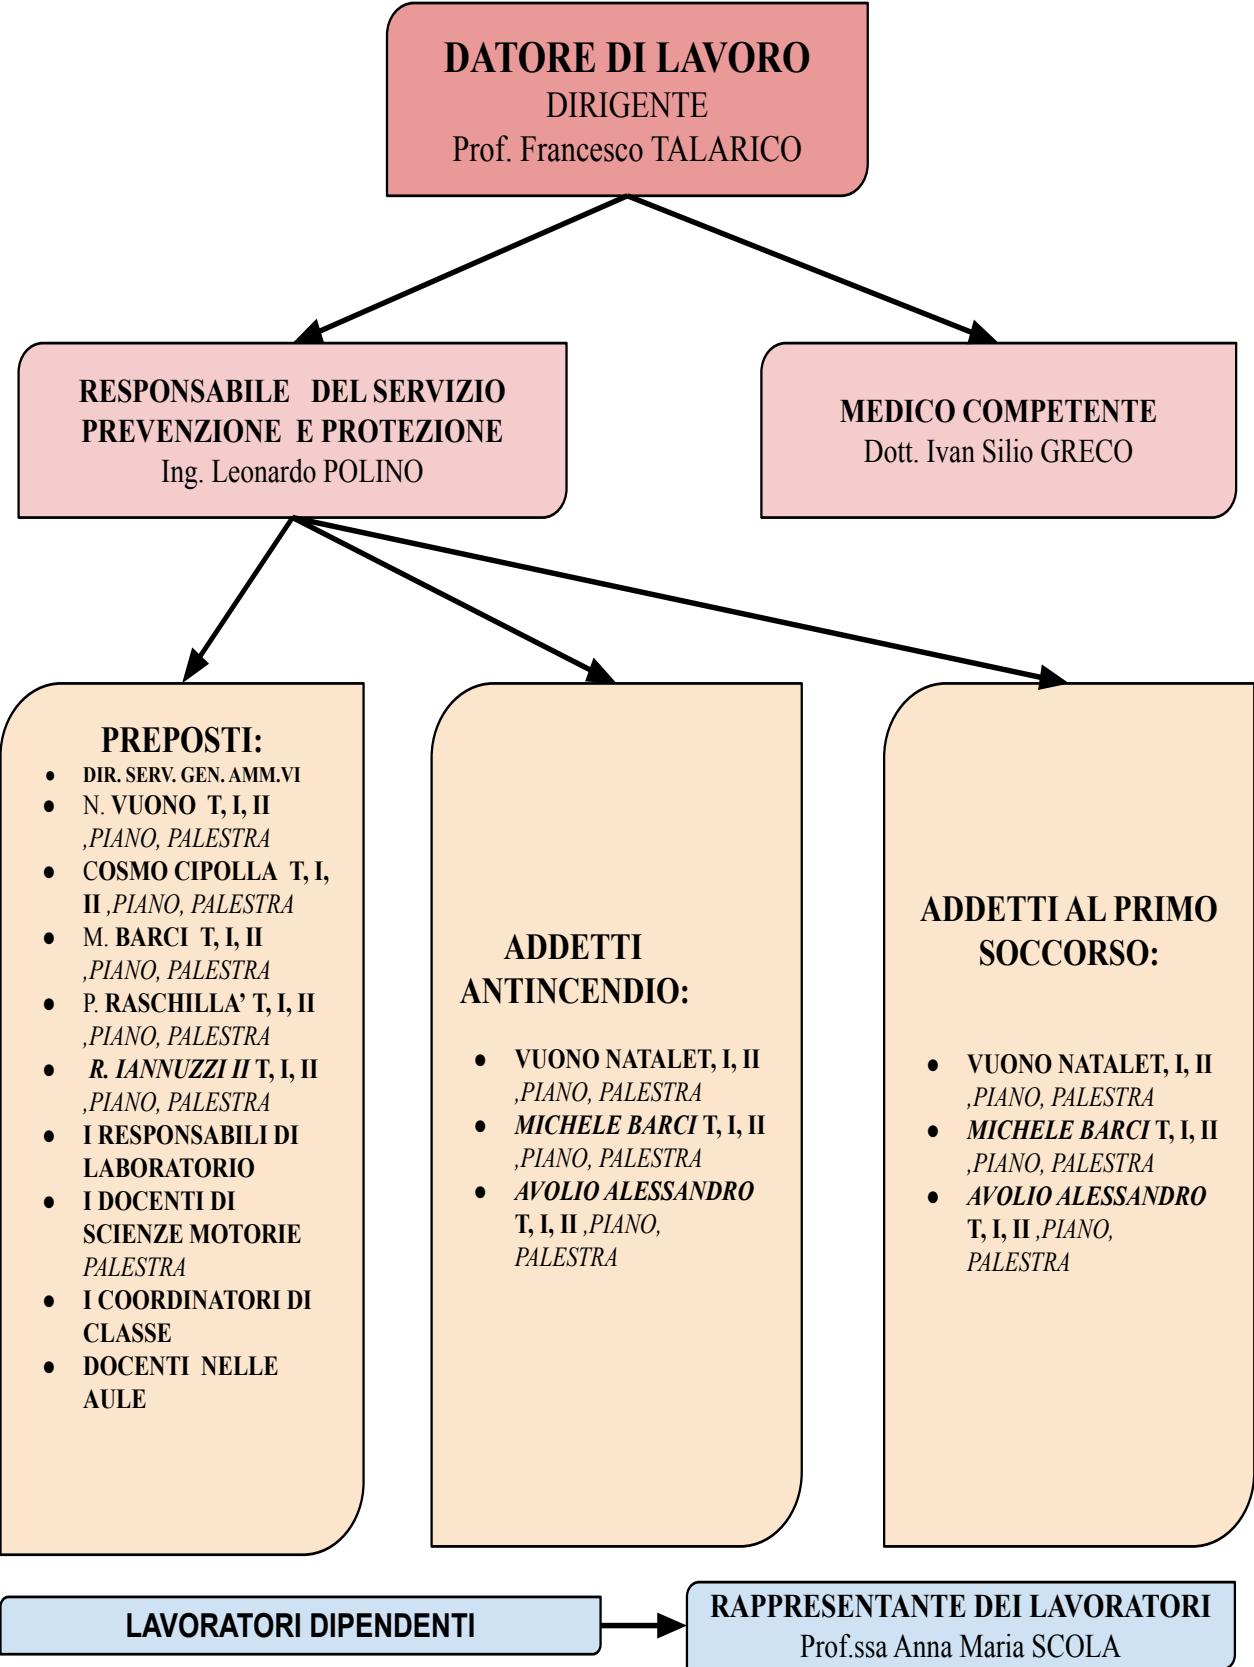 DATORE DI LAVORO
DIRIGENTE
Prof. Francesco TALARICO
RESPONSABILE DEL SERVIZIO
PREVENZIONE E PROTEZIONE
Ing. Leonardo POLINO
MEDICO COMPETENTE
Dott. Ivan Silio GRECO
PREPOSTI:
● DIR. SERV. GEN. AMM.VI
● N. VUONO T, I, II
,PIANO, PALESTRA
● COSMO CIPOLLA T, I,
II ,PIANO, PALESTRA
● M. BARCI T, I, II
,PIANO, PALESTRA
● P. RASCHILLA’ T, I, II
,PIANO, PALESTRA
● R. IANNUZZI II T, I, II
,PIANO, PALESTRA
● I RESPONSABILI DI
LABORATORIO
● I DOCENTI DI
SCIENZE MOTORIE
PALESTRA
● I COORDINATORI DI
CLASSE
● DOCENTI NELLE
AULE
ADDETTI
ANTINCENDIO:
● VUONO NATALET, I, II
,PIANO, PALESTRA
● MICHELE BARCI T, I, II
,PIANO, PALESTRA
● AVOLIO ALESSANDRO
T, I, II ,PIANO,
PALESTRA
ADDETTI AL PRIMO
SOCCORSO:
● VUONO NATALET, I, II
,PIANO, PALESTRA
● MICHELE BARCI T, I, II
,PIANO, PALESTRA
● AVOLIO ALESSANDRO
T, I, II ,PIANO,
PALESTRA
LAVORATORI DIPENDENTI
RAPPRESENTANTE DEI LAVORATORI
Prof.ssa Anna Maria SCOLA